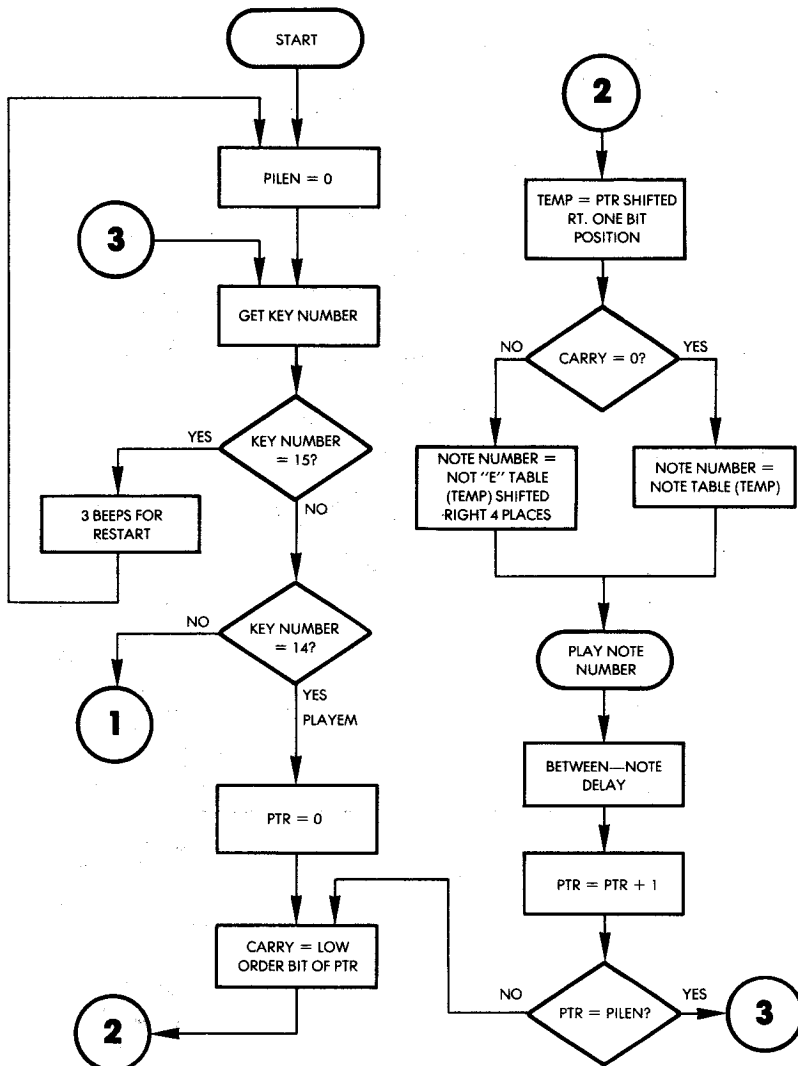 START
PILEN = 0
3
GET KEY NUMBER
YES
KEY NUMBER
= 15?
3 BEEPS FOR
RESTART
NO
NO
KEY NUMBER
= 14?
1
YES
PLAYEM
PTR = 0
CARRY = LOW
ORDER BIT OF PTR
2
2
TEMP = PTR SHIFTED
RT. ONE BIT
POSITION
NO
CARRY = 0?
YES
NOTE NUMBER =
NOT "E" TABLE
(TEMP) SHIFTED
RIGHT 4 PLACES
NOTE NUMBER =
NOTE TABLE (TEMP)
PLAY NOTE
NUMBER
BETWEEN—NOTE
DELAY
PTR = PTR + 1
NO
PTR = PILEN?
YES
3